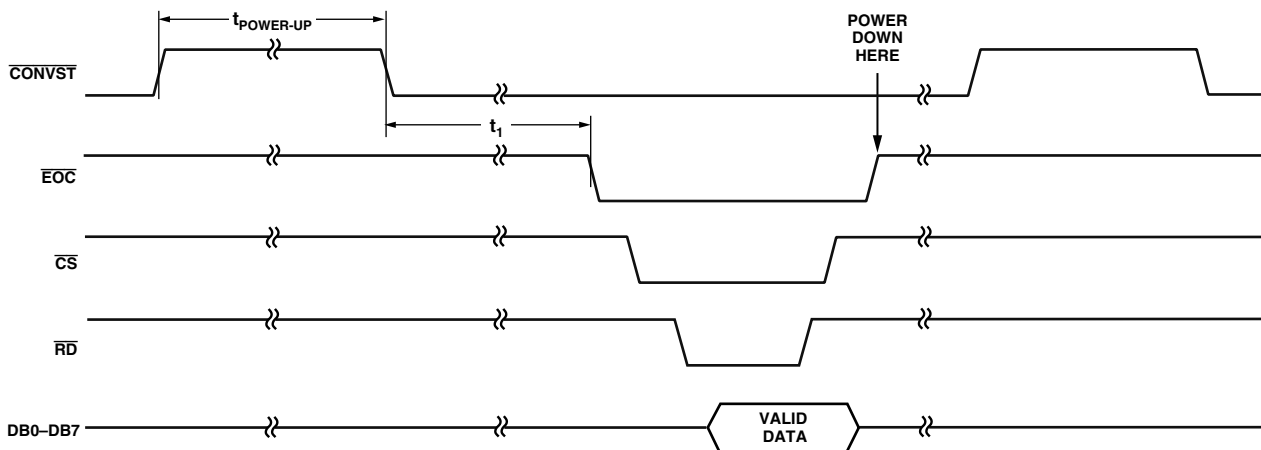 tPOWER-UP
POWER
DOWN
HERE
CONVST
t1
EOC
CS
RD
DB0–DB7
VALID
DATA